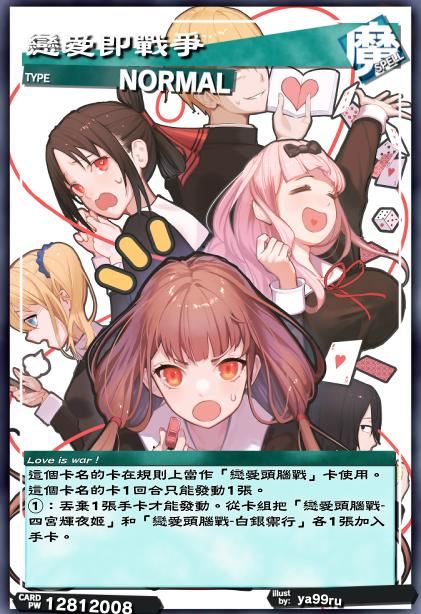 戀愛即戰爭
魔
SPELL
TYPE NORMAL
Love is war !
這個卡名的卡在規則上當作「戀愛頭腦戰」卡使用。
這個卡名的卡1回合只能發動1張。
①：丟棄1張手卡才能發動。從卡組把「戀愛頭腦戰-
四宮輝夜姬」和「戀愛頭腦戰-白銀禦行」各1張加入
手卡。
CARD PW 12812008
illust by: ya99ru